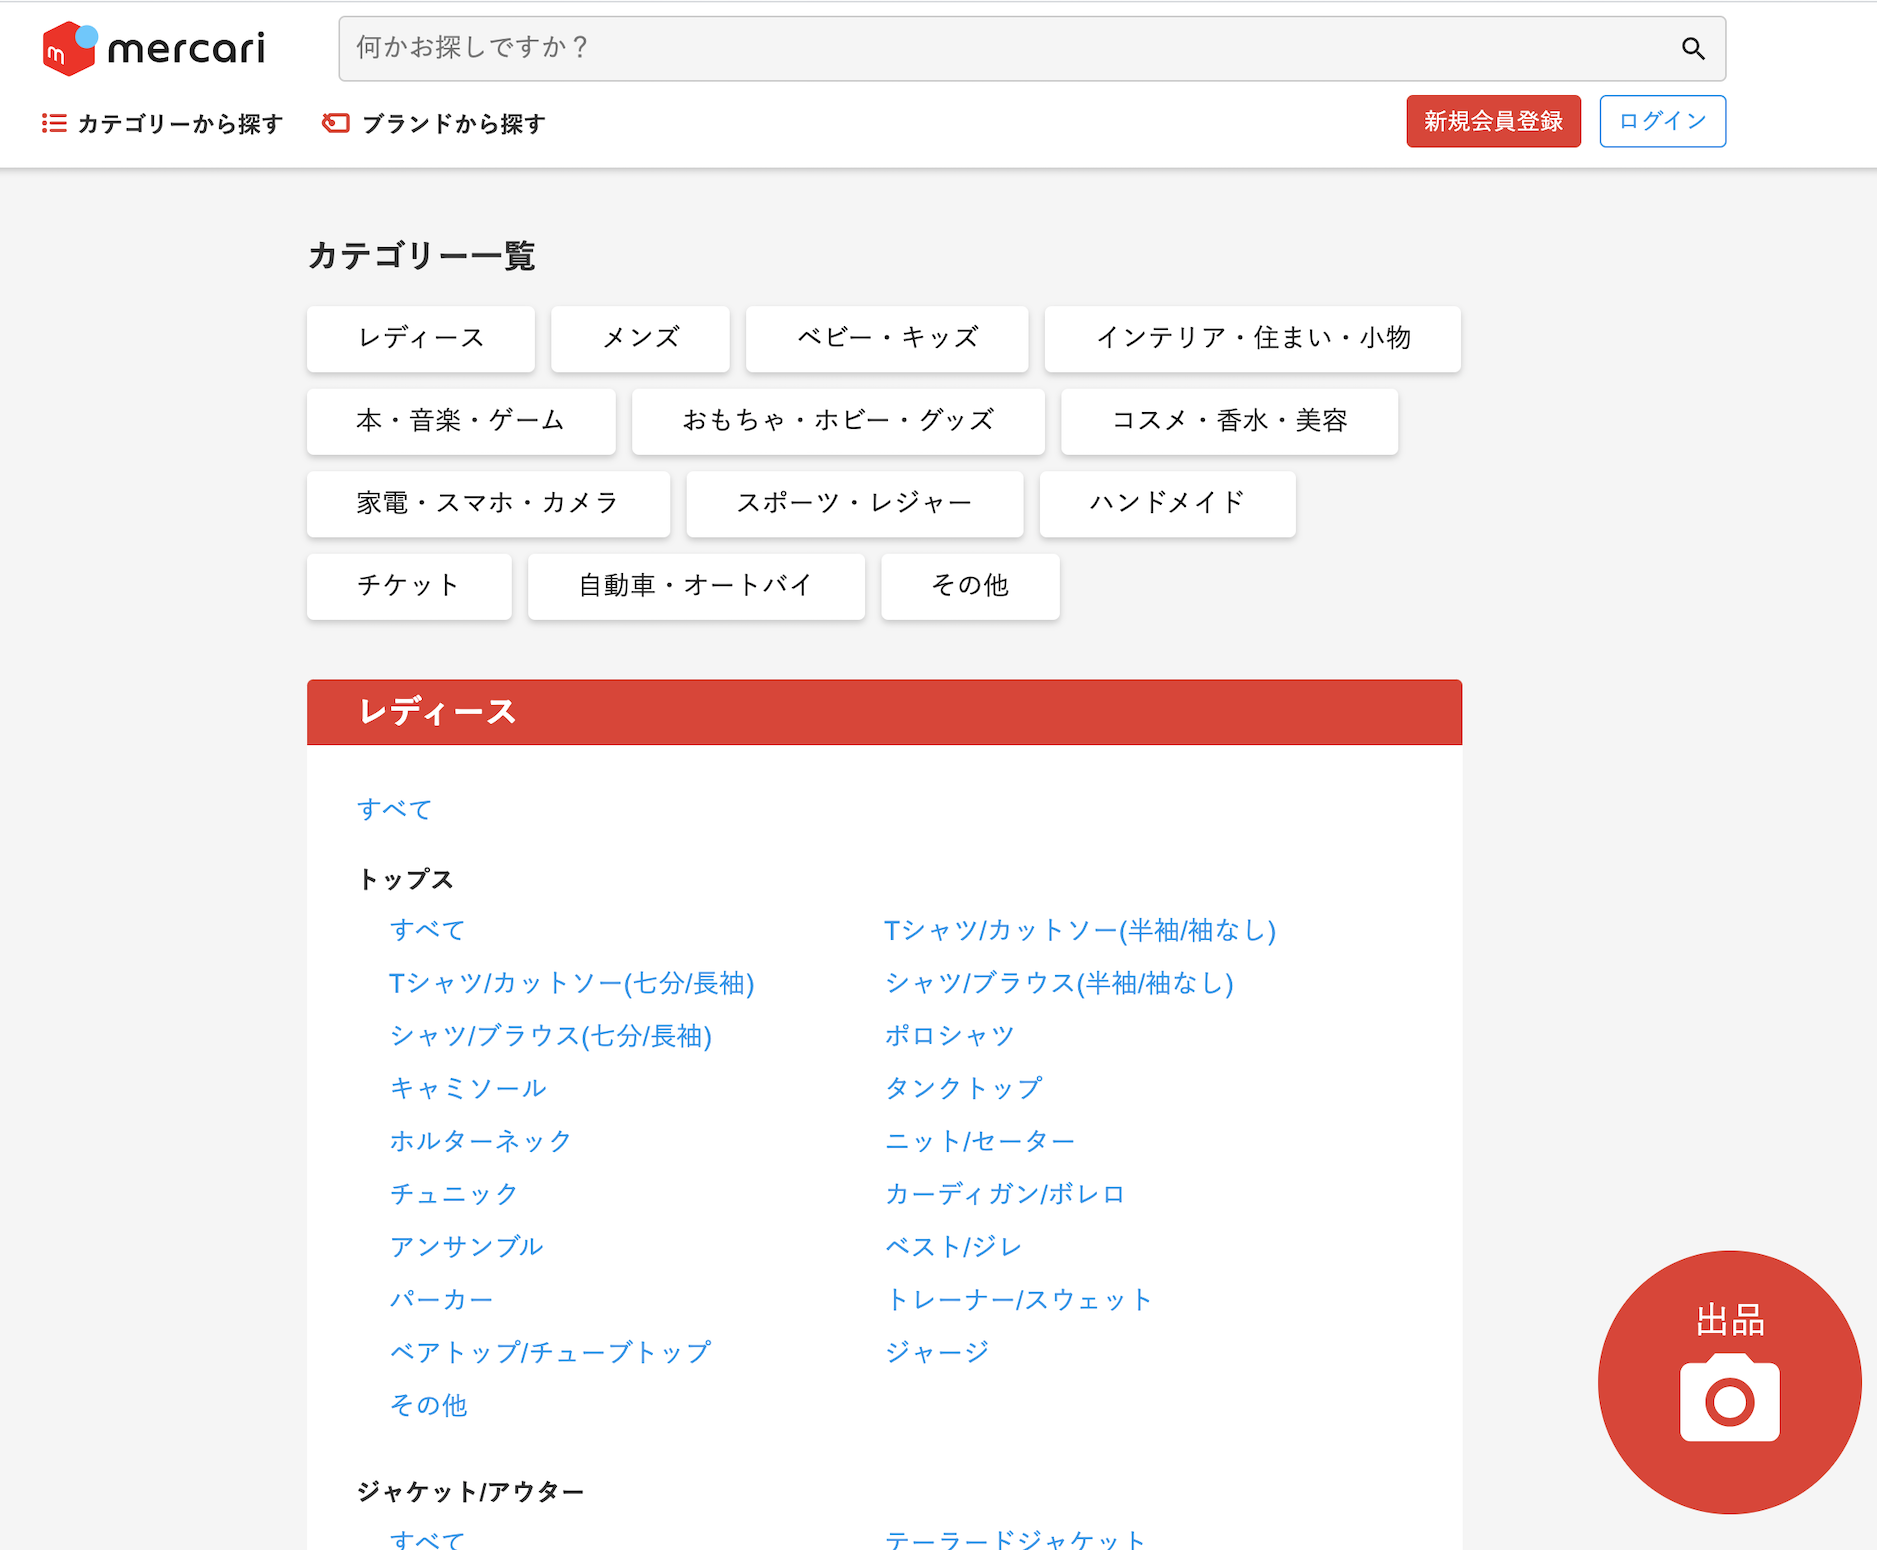 mercari
何かお探しですか？
カテゴリーから探す ブランドから探す 新規会員登録 ログイン
カテゴリー一覧
レディース メンズ ベビー・キッズ インテリア・住まい・小物
本・音楽・ゲーム おもちゃ・ホビー・グッズ コスメ・香水・美容
家電・スマホ・カメラ スポーツ・レジャー ハンドメイド
チケット 自動車・オートバイ その他
レディース
すべて
トップス
すべて Tシャツ/カットソー(半袖/袖なし)
Tシャツ/カットソー(七分/長袖) シャツ/ブラウス(半袖/袖なし)
シャツ/ブラウス(七分/長袖) ポロシャツ
キャミソール タンクトップ
ホルターネック ニット/セーター
チュニック カーディガン/ボレロ
アンサンブル ベスト/ジレ
パーカー トレーナー/スウェット
ベアトップ/チューブトップ ジャージ
その他
出品
ジャケット/アウター
すべて テーラードジャケット